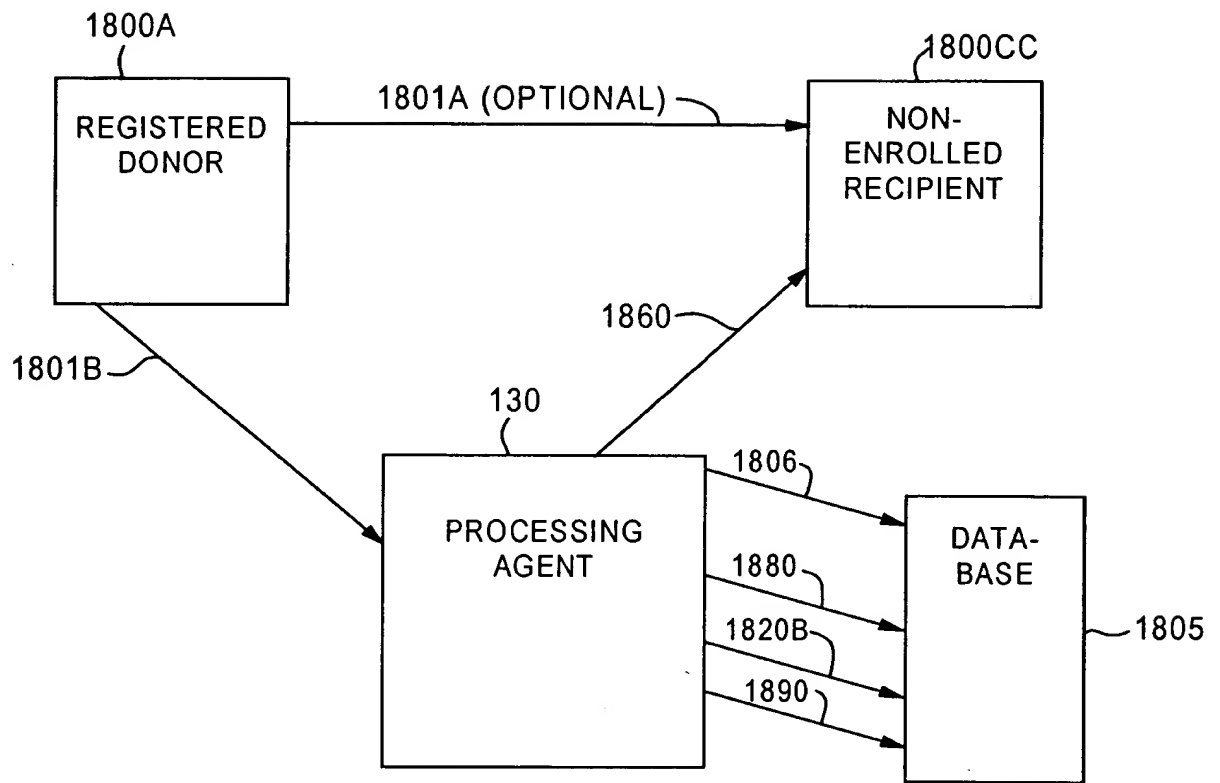 1800A
1800CC
1801A (OPTIONAL)
REGISTERED
DONOR
NON-
ENROLLED
RECIPIENT
1860
1801B
130
1806
PROCESSING
AGENT
DATA-
BASE
1880
1820B
1805
1890